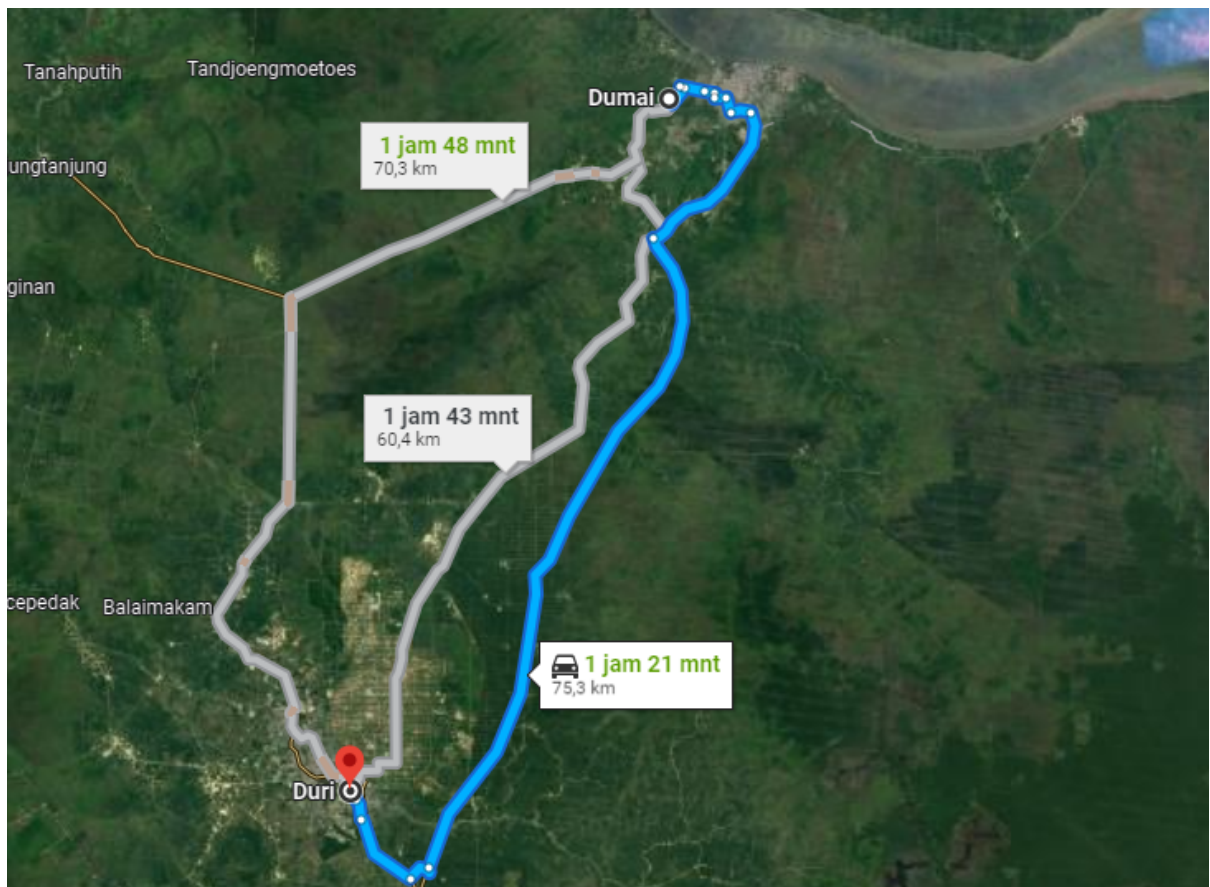 Tanahputih
Tandjoengmoetoes
Dumai
1 jam 48 mnt
70,3 km
ungtanjung
ginan
1 jam 43 mnt
60,4 km
cepedak
Balaimakam
1 jam 21 mnt
75,3 km
Duri